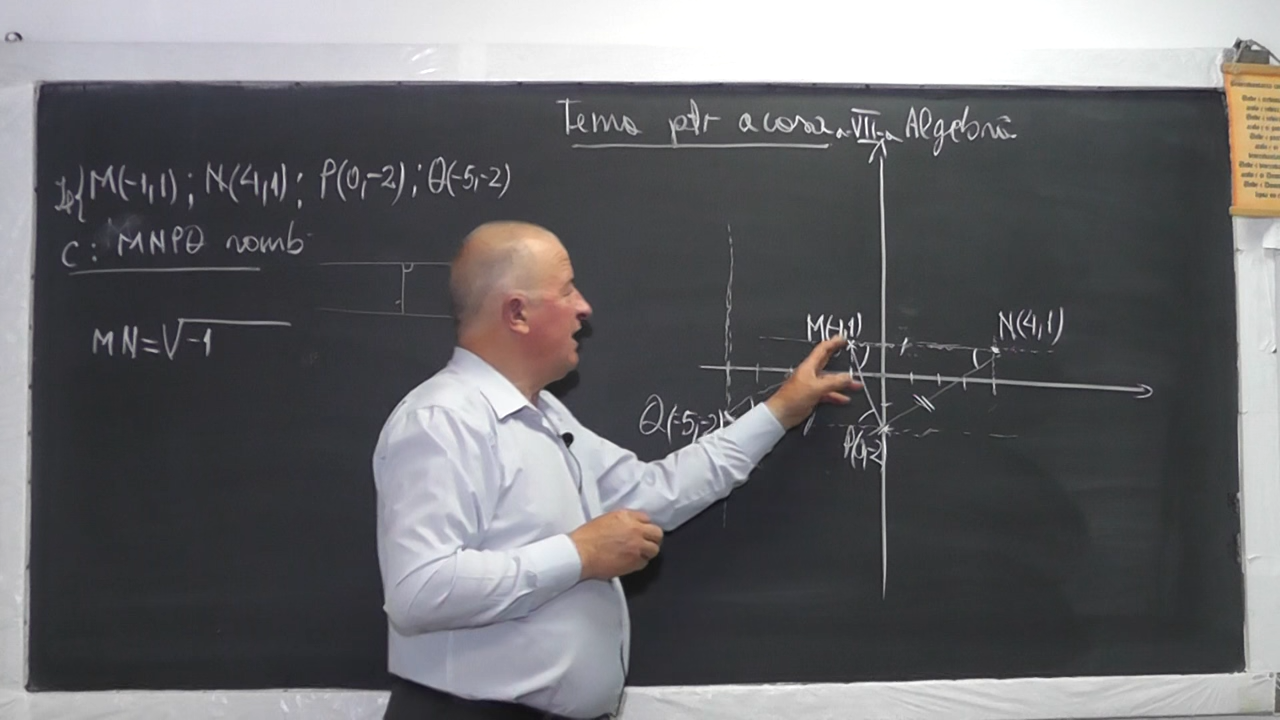 Tema ptr acasa a VII-a Algebră
Ip{M(-1,1); N(4,1); P(0,-2); Q(-5,-2)
C: MNPQ romb
MN=√-1
M(-1,1)
N(4,1)
Q(-5,-2)
P(0,-2)